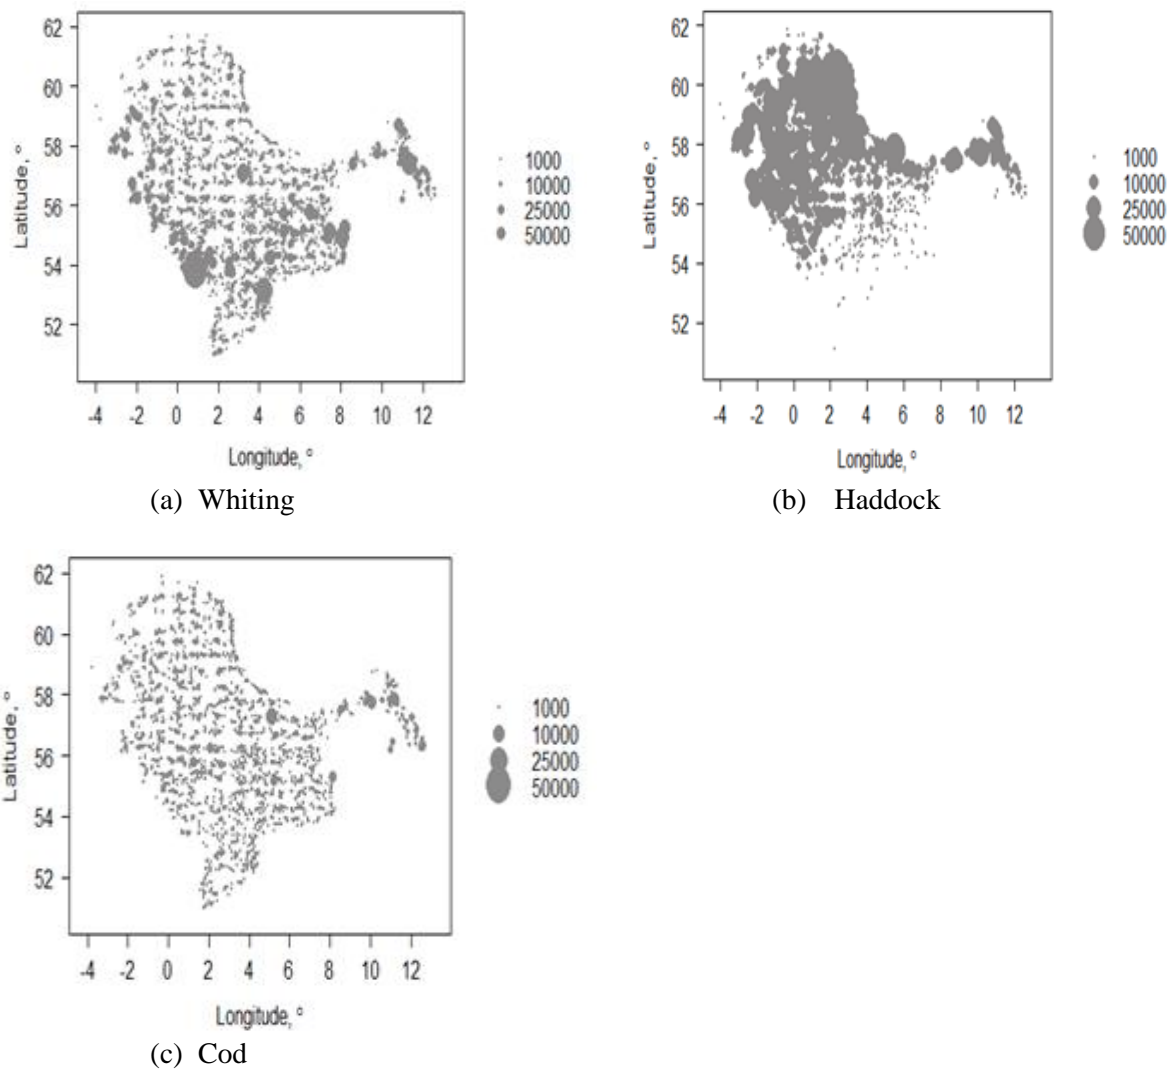 62
60
58
56
54
52
Latitude, °
-4 -2 0 2 4 6 8 10 12
Longitude, °
1000
10000
25000
50000
(a) Whiting
62
60
58
56
54
52
Latitude, °
-4 -2 0 2 4 6 8 10 12
Longitude, °
1000
10000
25000
50000
(b) Haddock
62
60
58
56
54
52
Latitude, °
-4 -2 0 2 4 6 8 10 12
Longitude, °
1000
10000
25000
50000
(c) Cod